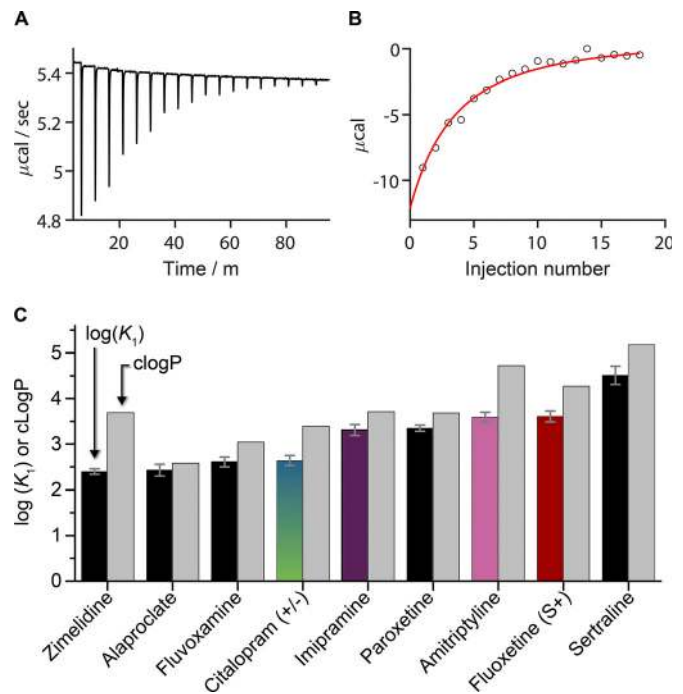 A
B
5.4
5.2
5
4.8
μcal / sec
20
40
60
80
Time / m
0
-5
-10
μcal
0
5
10
15
20
Injection number
C
log(K1)
clogP
5
4
3
2
1
0
log (K1) or cLogP
Zimelidine
Alaproclate
Fluvoxamine
Citalopram (+/-)
Imipramine
Paroxetine
Amitriptyline
Fluoxetine (S+)
Sertraline